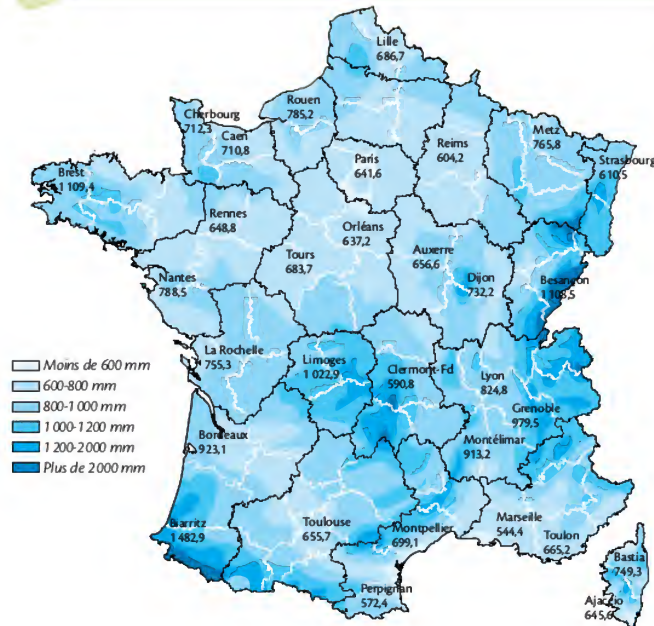 Lille
686,7
Rouen
785,2
Cherbourg
712,3
Caen
710,8
Metz
765,8
Reims
604,2
Strasbourg
610,5
Paris
641,6
Brest
1 109,4
Rennes
648,8
Orléans
637,2
Auxerre
656,6
Tours
683,7
Dijon
732,2
Besançon
1 108,5
Nantes
788,5
La Rochelle
755,3
Limoges
1 022,9
Clermont-Fd
590,8
Lyon
824,8
Grenoble
979,5
Moins de 600 mm
600-800 mm
800-1 000 mm
1 000-1200 mm
1 200-2000 mm
Plus de 2000 mm
Bordeaux
923,1
Montélimar
913,2
Biarritz
1 482,9
Toulouse
655,7
Montpellier
699,1
Marseille
544,4
Toulon
665,2
Perpignan
572,4
Bastia
749,3
Ajaccio
645,6